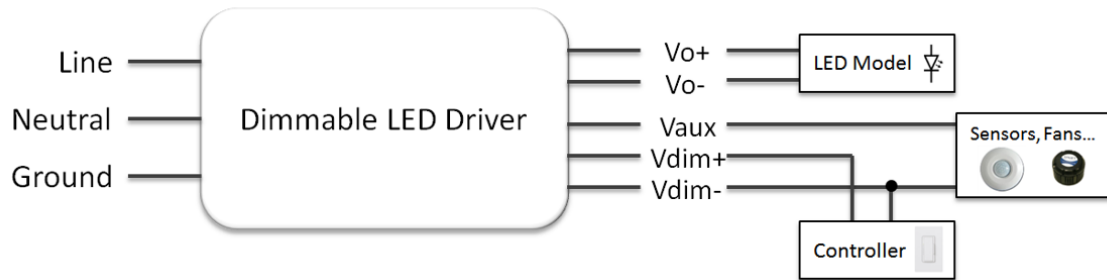 Line
Neutral
Ground
Dimmable LED Driver
Vo+
Vo-
Vaux
Vdim+
Vdim-
LED Model
Sensors, Fans...
Controller